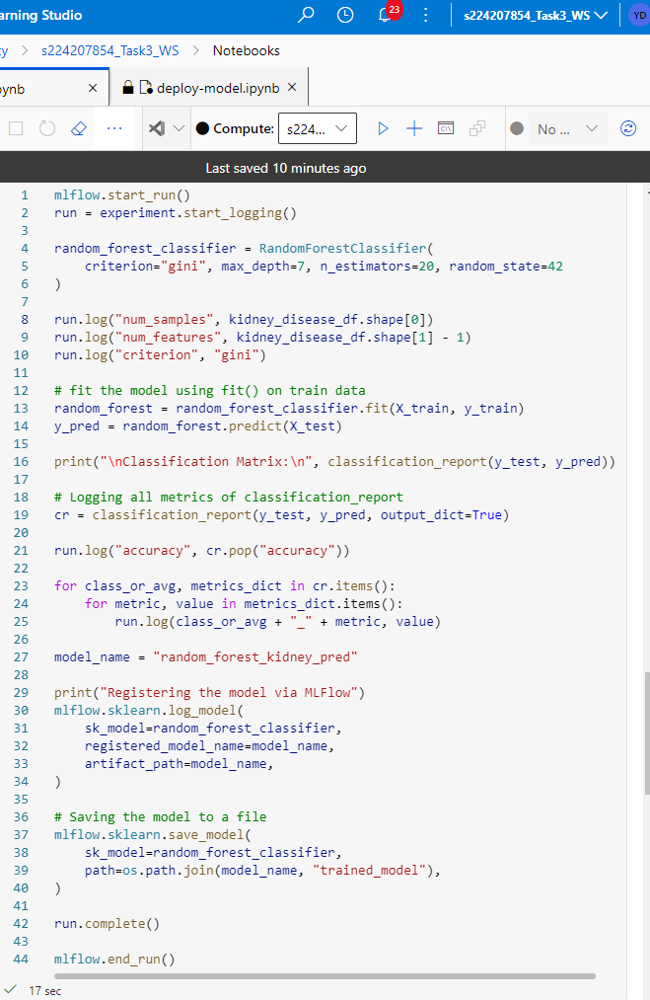 arning Studio
23
s224207854_Task3_WS
YD
cy > s224207854_Task3_WS > Notebooks
ynb × deploy-model.ipynb ×
... Compute: s224... No ...
Last saved 10 minutes ago
1 mlflow.start_run()
2 run = experiment.start_logging()
3
4 random_forest_classifier = RandomForestClassifier(
5     criterion="gini", max_depth=7, n_estimators=20, random_state=42
6 )
7
8 run.log("num_samples", kidney_disease_df.shape[0])
9 run.log("num_features", kidney_disease_df.shape[1] - 1)
10 run.log("criterion", "gini")
11
12 # fit the model using fit() on train data
13 random_forest = random_forest_classifier.fit(X_train, y_train)
14 y_pred = random_forest.predict(X_test)
15
16 print("\nClassification Matrix:\n", classification_report(y_test, y_pred))
17
18 # Logging all metrics of classification_report
19 cr = classification_report(y_test, y_pred, output_dict=True)
20
21 run.log("accuracy", cr.pop("accuracy"))
22
23 for class_or_avg, metrics_dict in cr.items():
24     for metric, value in metrics_dict.items():
25         run.log(class_or_avg + "_" + metric, value)
26
27 model_name = "random_forest_kidney_pred"
28
29 print("Registering the model via MLFlow")
30 mlflow.sklearn.log_model(
31     sk_model=random_forest_classifier,
32     registered_model_name=model_name,
33     artifact_path=model_name,
34 )
35
36 # Saving the model to a file
37 mlflow.sklearn.save_model(
38     sk_model=random_forest_classifier,
39     path=os.path.join(model_name, "trained_model"),
40 )
41
42 run.complete()
43
44 mlflow.end_run()
17 sec